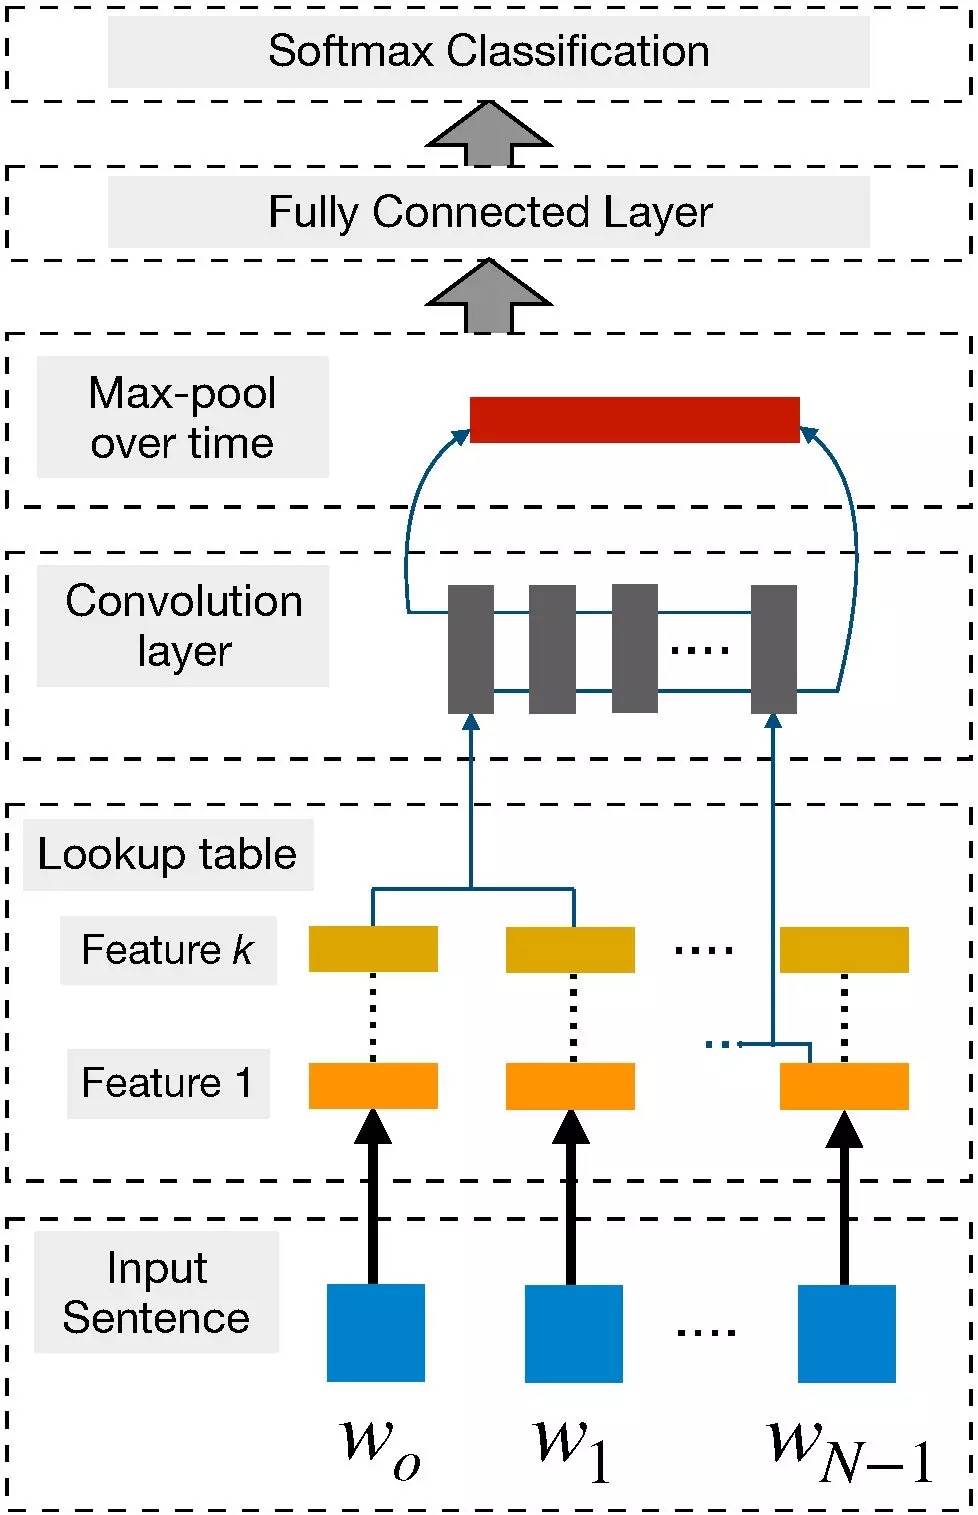 Softmax Classification
Fully Connected Layer
Max-pool
over time
Convolution
layer
....
Lookup table
Feature k
....
Feature 1
Input
Sentence
....
w_o w_1 w_{N-1}